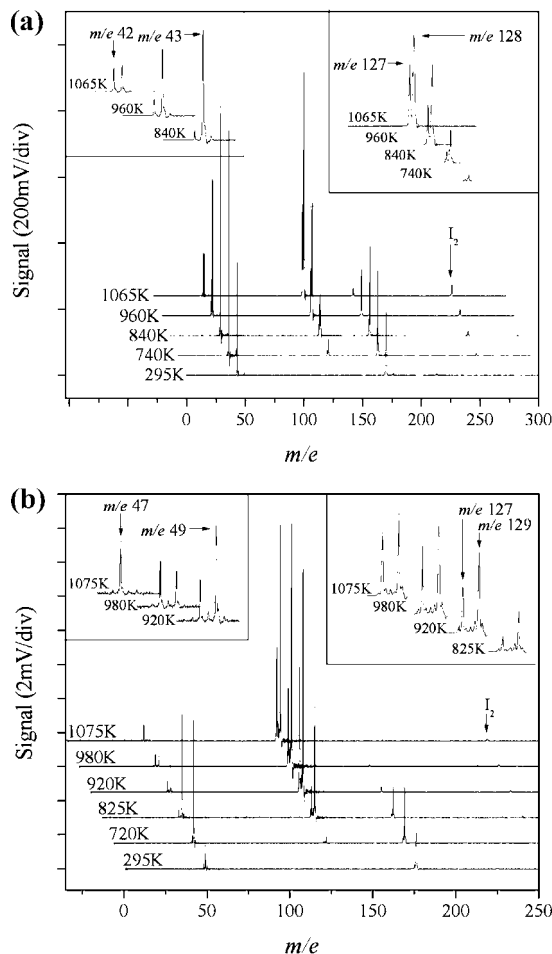 (a)
m/e 42
m/e 43
1065K
960K
840K
m/e 128
m/e 127
1065K
960K
840K
740K
I2
Signal (200mV/div)
1065K
960K
840K
740K
295K
0 50 100 150 200 250 300
m/e
(b)
m/e 47
m/e 49
1075K
980K
920K
m/e 127
m/e 129
1075K
980K
920K
825K
I2
Signal (2mV/div)
1075K
980K
920K
825K
720K
295K
0 50 100 150 200 250
m/e